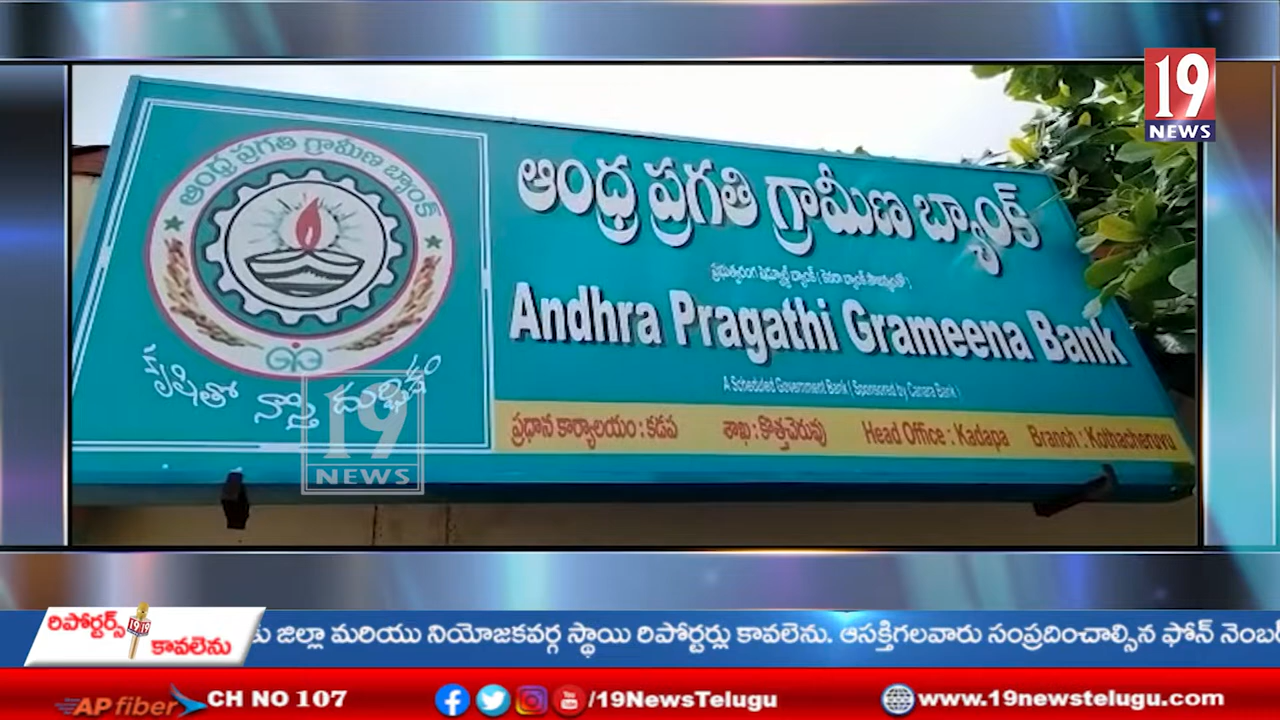 19
NEWS
ఆంధ్ర ప్రగతి గ్రామీణ బ్యాంక్
ఆంధ్ర ప్రగతి గ్రామీణ బ్యాంక్
Andhra Pragathi Grameena Bank
A Scheduled Government Bank ( Sponsored by Canara Bank )
కృషితో నాస్తి దుర్భిక్షం
ప్రధాన కార్యాలయం : కడప శాఖ : కొత్తచెరువు Head Office : Kadapa Branch : Kothacheruvu
19
NEWS
రిపోర్టర్స్
కావలెను
కు జిల్లా మరియు నియోజకవర్గ స్థాయి రిపోర్టర్లు కావలెను. ఆసక్తిగలవారు సంప్రదించాల్సిన ఫోన్ నెంబర్
AP fiber CH NO 107 /19NewsTelugu www.19newstelugu.com